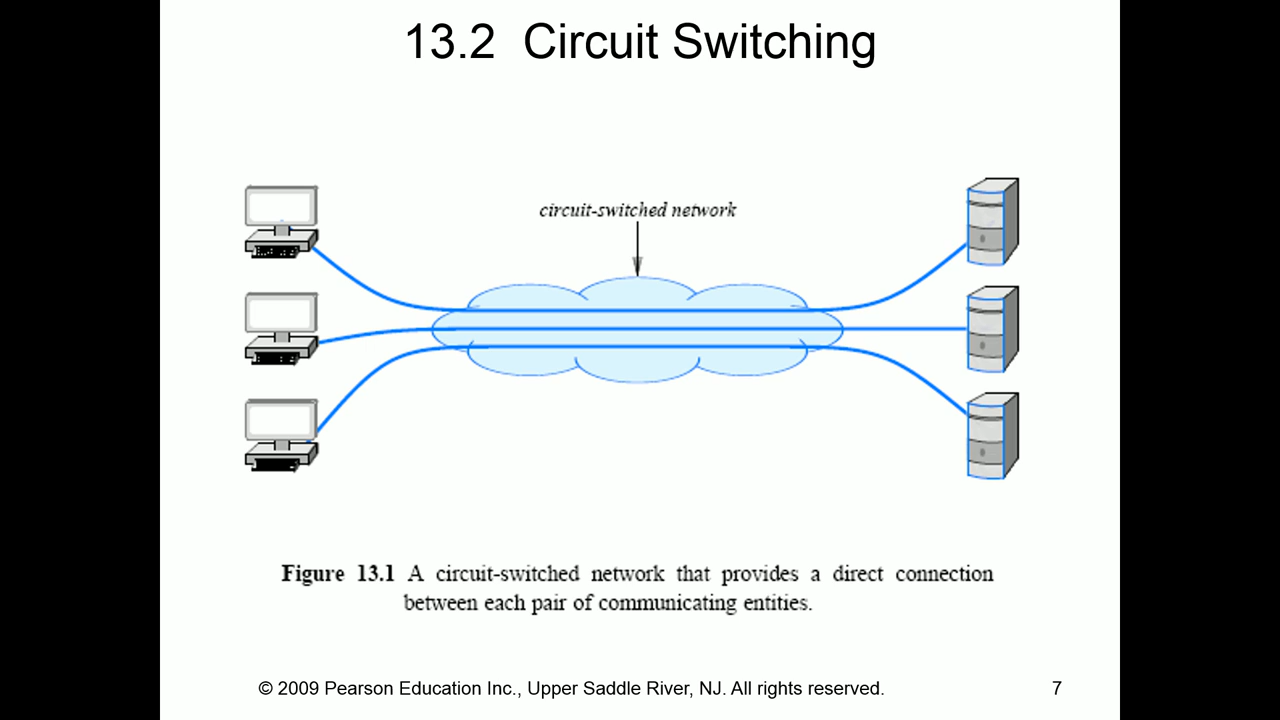 13.2 Circuit Switching
circuit-switched network
Figure 13.1 A circuit-switched network that provides a direct connection
between each pair of communicating entities.
© 2009 Pearson Education Inc., Upper Saddle River, NJ. All rights reserved.
7